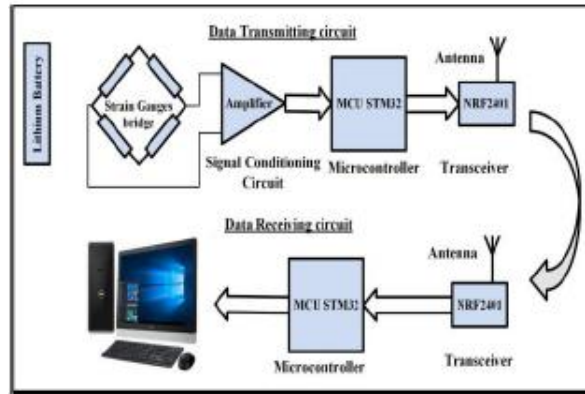 Data Transmitting circuit
Lithium Battery
Strain Gauges
bridge
Amplifier
Signal Conditioning
Circuit
MCU STM32
Microcontroller
Antenna
NRF2401
Transceiver
Data Receiving circuit
MCU STM32
Microcontroller
Antenna
NRF2401
Transceiver